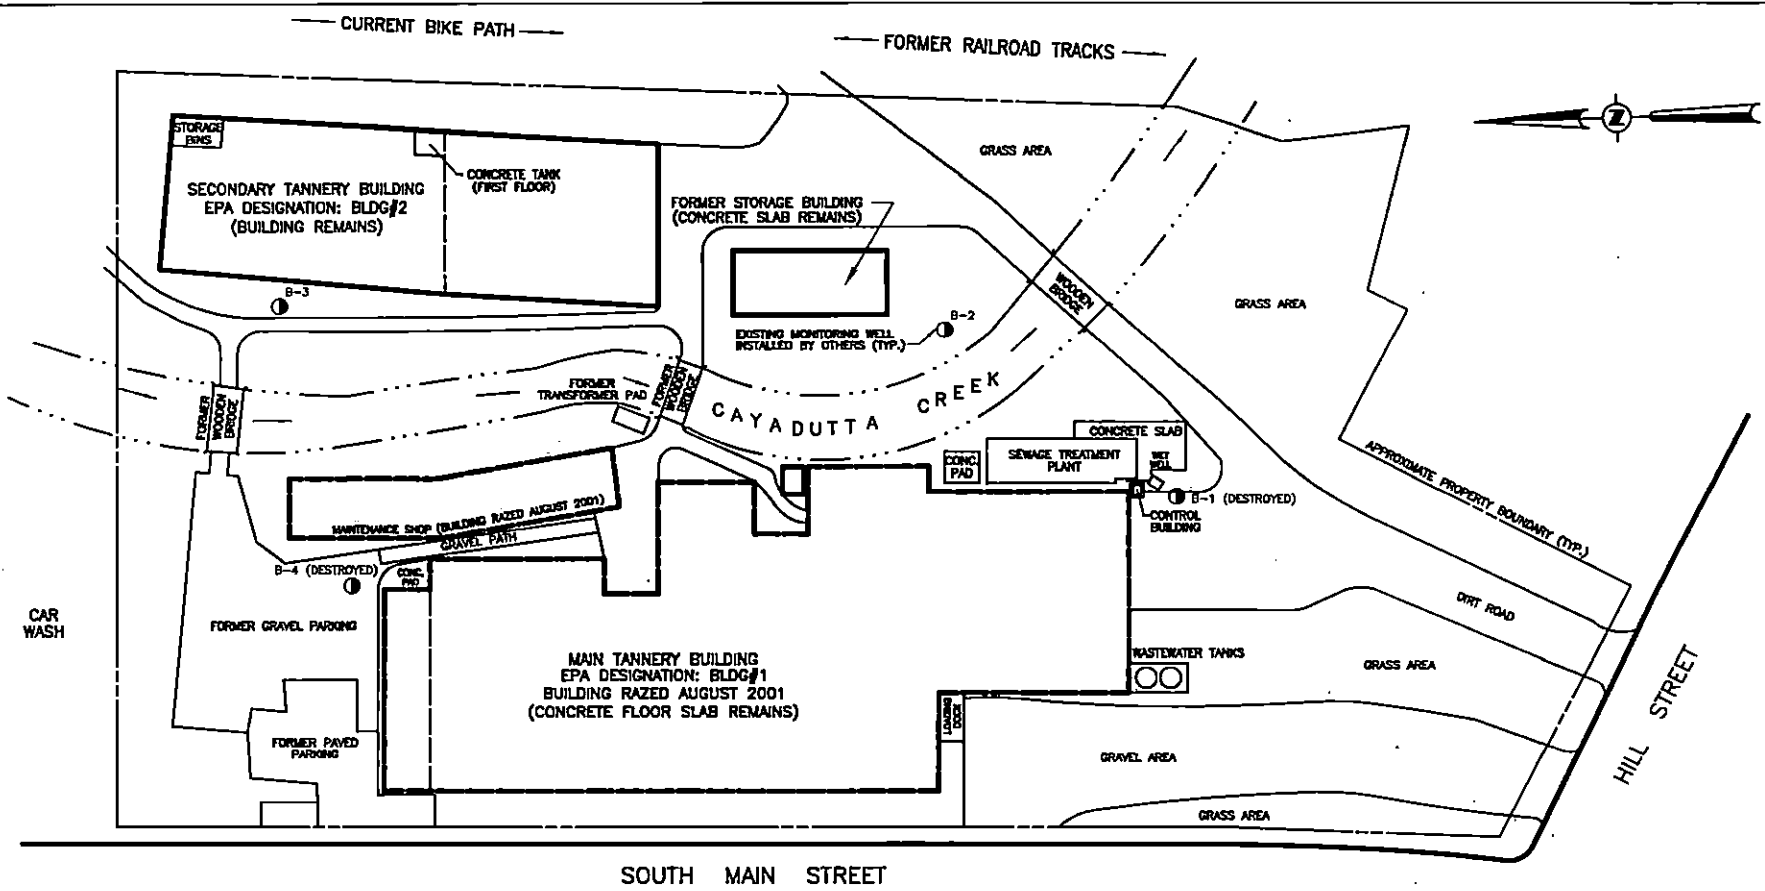 CURRENT BIKE PATH
FORMER RAILROAD TRACKS
Z
STORAGE
BINS
CONCRETE TANK
(FIRST FLOOR)
SECONDARY TANNERY BUILDING
EPA DESIGNATION: BLDG#2
(BUILDING REMAINS)
GRASS AREA
FORMER STORAGE BUILDING
(CONCRETE SLAB REMAINS)
B-3
WOODEN
BRIDGE
GRASS AREA
B-2
EXISTING MONITORING WELL
INSTALLED BY OTHERS (TYP.)
FORMER
WOODEN
BRIDGE
FORMER
TRANSFORMER PAD
FORMER
WOODEN
BRIDGE
CAYADUTTA CREEK
CONCRETE SLAB
SEWAGE TREATMENT
PLANT
CONC.
PAD
WET
WELL
B-1 (DESTROYED)
CONTROL
BUILDING
APPROXIMATE PROPERTY BOUNDARY (TYP.)
MAINTENANCE SHOP (BUILDING RAZED AUGUST 2001)
GRAVEL PATH
B-4 (DESTROYED)
CONC.
PAD
CAR
WASH
FORMER GRAVEL PARKING
DIRT ROAD
MAIN TANNERY BUILDING
EPA DESIGNATION: BLDG#1
BUILDING RAZED AUGUST 2001
(CONCRETE FLOOR SLAB REMAINS)
WASTEWATER TANKS
GRASS AREA
LOADING
DOCK
FORMER PAVED
PARKING
GRAVEL AREA
HILL STREET
GRASS AREA
SOUTH MAIN STREET